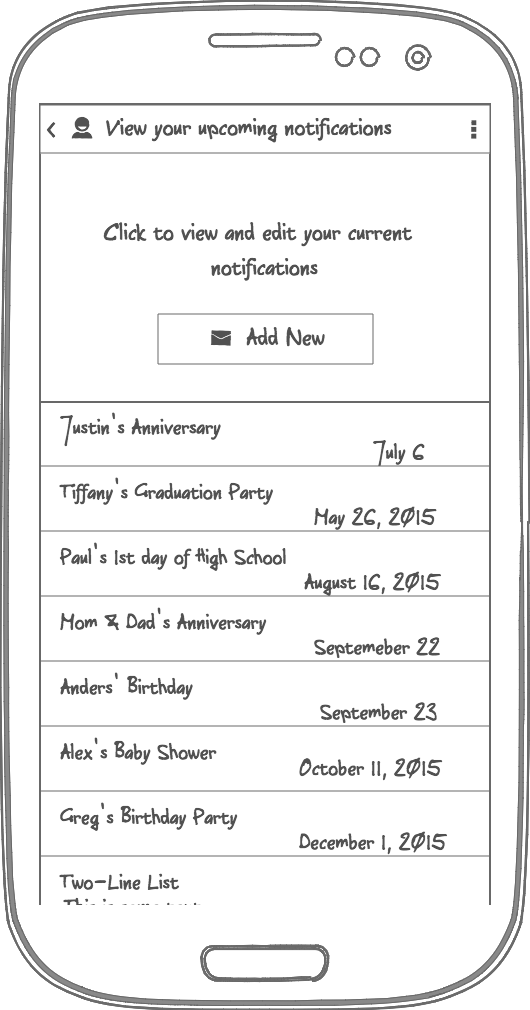 View your upcoming notifications
Click to view and edit your current
notifications
Add New
Justin's Anniversary
July 6
Tiffany's Graduation Party
May 26, 2015
Paul's 1st day of High School
August 16, 2015
Mom & Dad's Anniversary
Septemeber 22
Anders' Birthday
September 23
Alex's Baby Shower
October 11, 2015
Greg's Birthday Party
December 1, 2015
Two-Line List